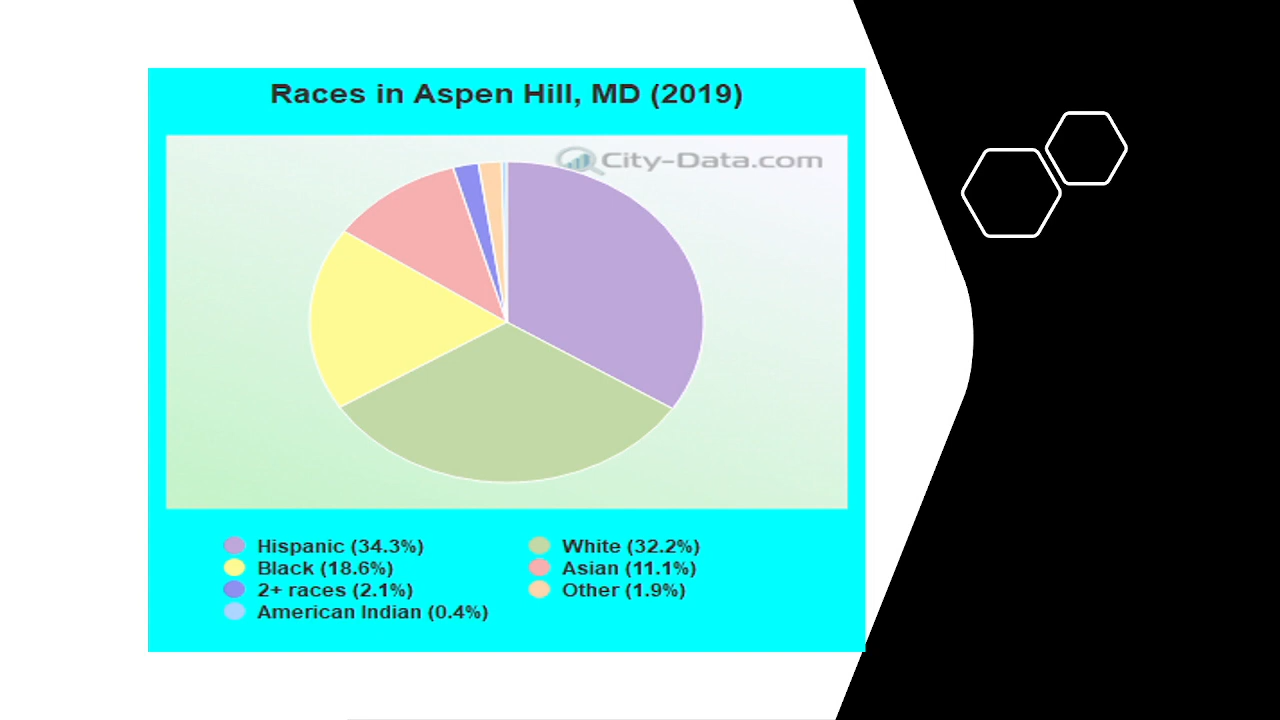 Races in Aspen Hill, MD (2019)
City-Data.com
Hispanic (34.3%)
White (32.2%)
Black (18.6%)
Asian (11.1%)
2+ races (2.1%)
Other (1.9%)
American Indian (0.4%)